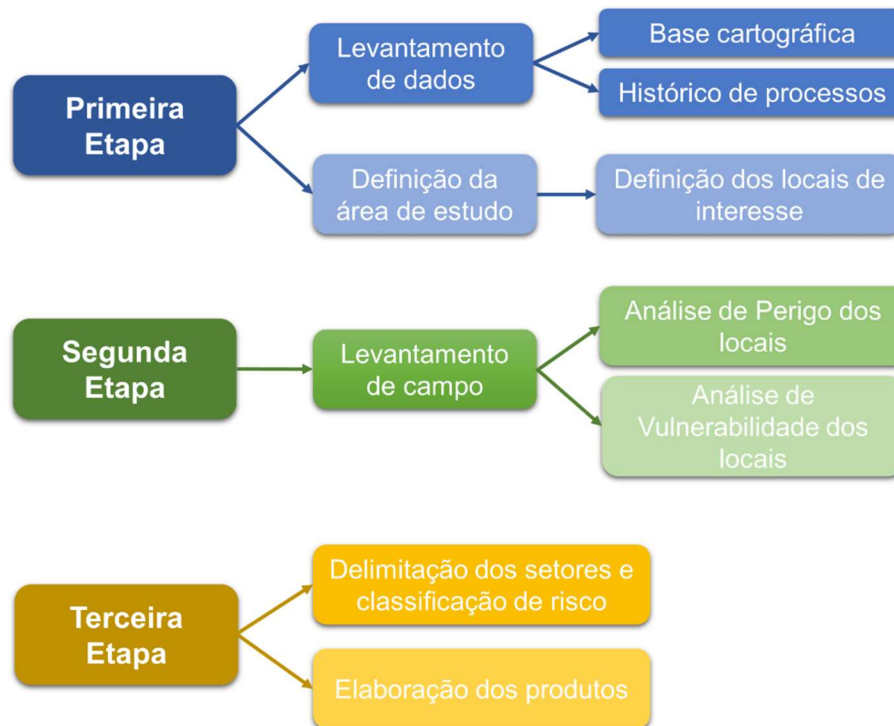 Primeira
Etapa
Levantamento
de dados
Base cartográfica
Histórico de processos
Definição da
área de estudo
Definição dos locais de
interesse
Segunda
Etapa
Levantamento
de campo
Análise de Perigo dos
locais
Análise de
Vulnerabilidade dos
locais
Terceira
Etapa
Delimitação dos setores e
classificação de risco
Elaboração dos produtos